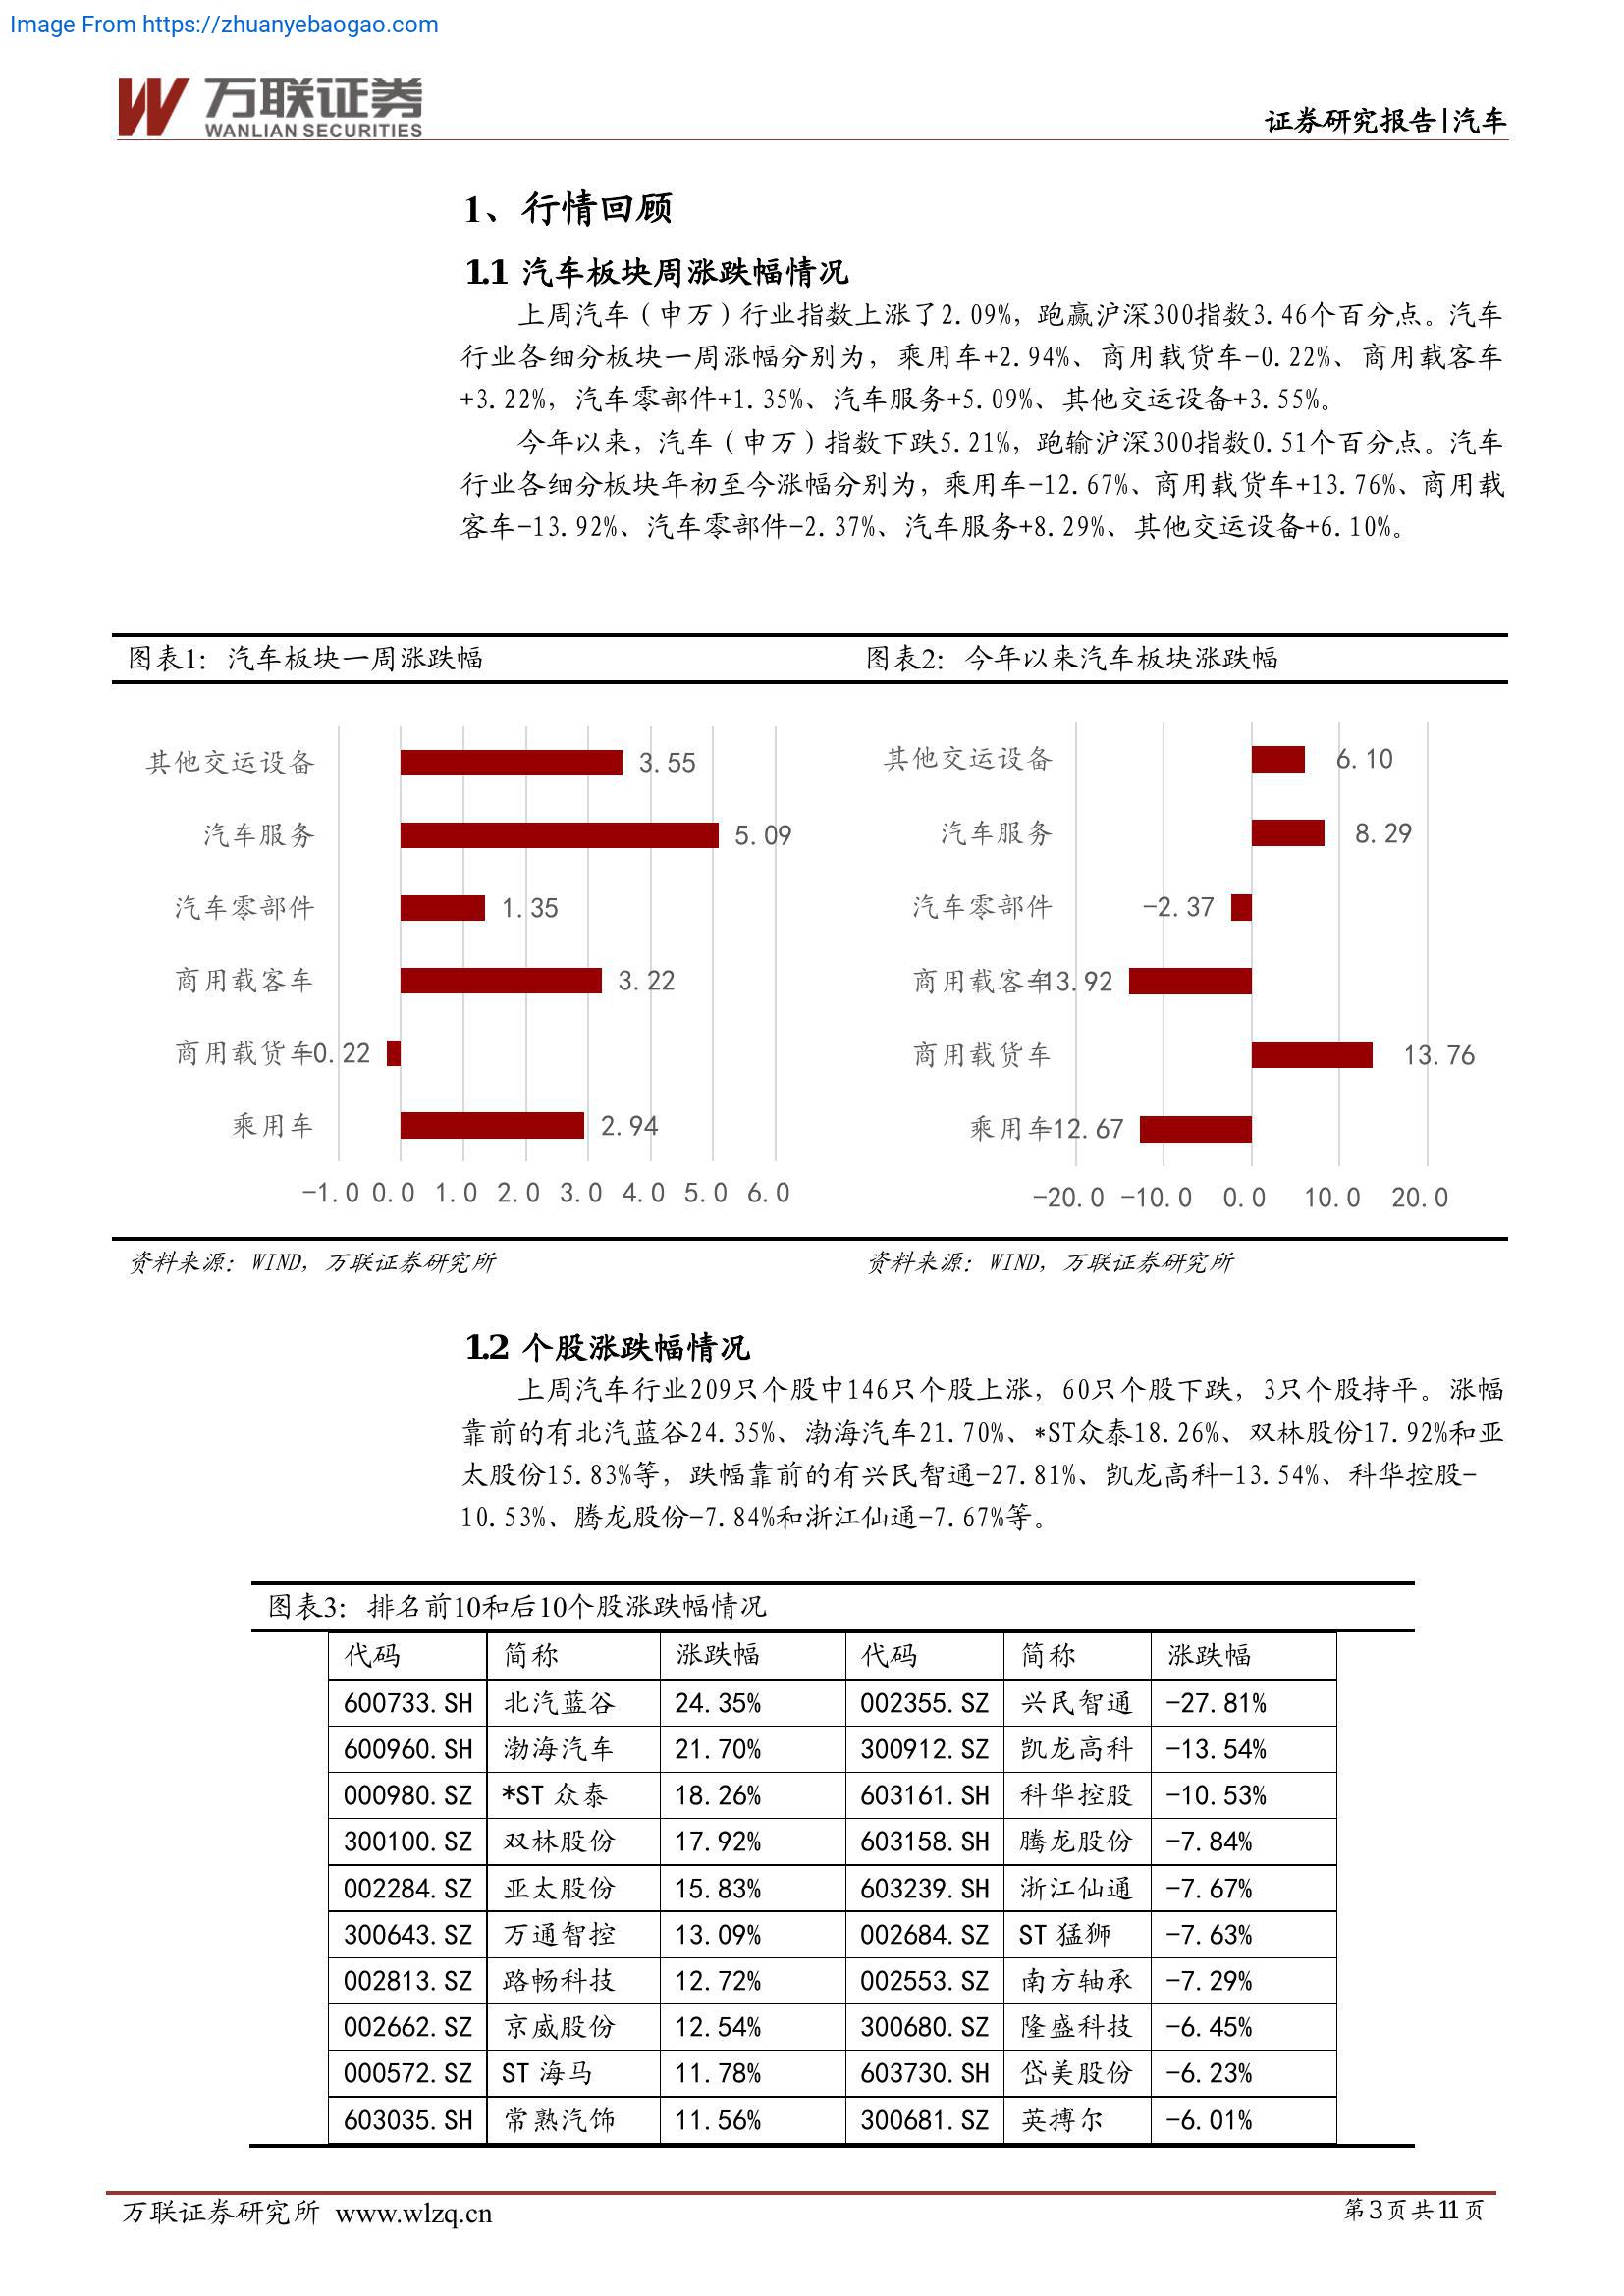 Image From https://zhuanyebaogao.com
万联证券
WANLIAN SECURITIES
证券研究报告|汽车
1、行情回顾
1.1 汽车板块周涨跌幅情况
上周汽车（申万）行业指数上涨了2.09%，跑赢沪深300指数3.46个百分点。汽车
行业各细分板块一周涨幅分别为，乘用车+2.94%、商用载货车-0.22%、商用载客车
+3.22%，汽车零部件+1.35%、汽车服务+5.09%、其他交运设备+3.55%。
今年以来，汽车（申万）指数下跌5.21%，跑输沪深300指数0.51个百分点。汽车
行业各细分板块年初至今涨幅分别为，乘用车-12.67%、商用载货车+13.76%、商用载
客车-13.92%、汽车零部件-2.37%、汽车服务+8.29%、其他交运设备+6.10%。
图表1：汽车板块一周涨跌幅
其他交运设备 3.55
汽车服务 5.09
汽车零部件 1.35
商用载客车 3.22
商用载货车 -0.22
乘用车 2.94
-1.0 0.0 1.0 2.0 3.0 4.0 5.0 6.0
资料来源：WIND，万联证券研究所
图表2：今年以来汽车板块涨跌幅
其他交运设备 6.10
汽车服务 8.29
汽车零部件 -2.37
商用载客车 -13.92
商用载货车 13.76
乘用车 -12.67
-20.0 -10.0 0.0 10.0 20.0
资料来源：WIND，万联证券研究所
1.2 个股涨跌幅情况
上周汽车行业209只个股中146只个股上涨，60只个股下跌，3只个股持平。涨幅
靠前的有北汽蓝谷24.35%、渤海汽车21.70%、*ST众泰18.26%、双林股份17.92%和亚
太股份15.83%等，跌幅靠前的有兴民智通-27.81%、凯龙高科-13.54%、科华控股-
10.53%、腾龙股份-7.84%和浙江仙通-7.67%等。
图表3：排名前10和后10个股涨跌幅情况
代码 简称 涨跌幅 代码 简称 涨跌幅
600733.SH 北汽蓝谷 24.35% 002355.SZ 兴民智通 -27.81%
600960.SH 渤海汽车 21.70% 300912.SZ 凯龙高科 -13.54%
000980.SZ *ST 众泰 18.26% 603161.SH 科华控股 -10.53%
300100.SZ 双林股份 17.92% 603158.SH 腾龙股份 -7.84%
002284.SZ 亚太股份 15.83% 603239.SH 浙江仙通 -7.67%
300643.SZ 万通智控 13.09% 002684.SZ ST 猛狮 -7.63%
002813.SZ 路畅科技 12.72% 002553.SZ 南方轴承 -7.29%
002662.SZ 京威股份 12.54% 300680.SZ 隆盛科技 -6.45%
000572.SZ ST 海马 11.78% 603730.SH 岱美股份 -6.23%
603035.SH 常熟汽饰 11.56% 300681.SZ 英搏尔 -6.01%
万联证券研究所 www.wlzq.cn
第3页共11页